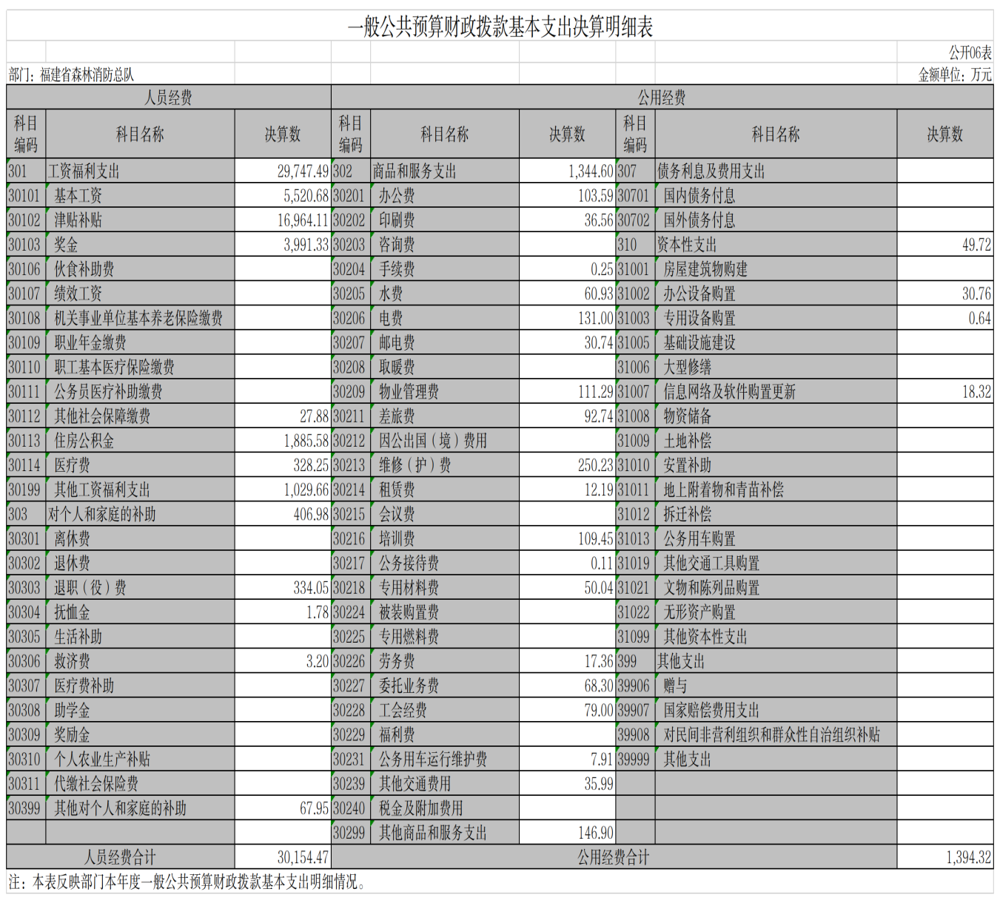 一般公共预算财政拨款基本支出决算明细表
公开06表
部门：福建省森林消防总队 金额单位：万元
人员经费 公用经费
科目编码 科目名称 决算数 科目编码 科目名称 决算数 科目编码 科目名称 决算数
301 工资福利支出 29,747.49 302 商品和服务支出 1,344.60 307 债务利息及费用支出
30101 基本工资 5,520.68 30201 办公费 103.59 30701 国内债务付息
30102 津贴补贴 16,964.11 30202 印刷费 36.56 30702 国外债务付息
30103 奖金 3,991.33 30203 咨询费 310 资本性支出 49.72
30106 伙食补助费 30204 手续费 0.25 31001 房屋建筑物购建
30107 绩效工资 30205 水费 60.93 31002 办公设备购置 30.76
30108 机关事业单位基本养老保险缴费 30206 电费 131.00 31003 专用设备购置 0.64
30109 职业年金缴费 30207 邮电费 30.74 31005 基础设施建设
30110 职工基本医疗保险缴费 30208 取暖费 31006 大型修缮
30111 公务员医疗补助缴费 30209 物业管理费 111.29 31007 信息网络及软件购置更新 18.32
30112 其他社会保障缴费 27.88 30211 差旅费 92.74 31008 物资储备
30113 住房公积金 1,885.58 30212 因公出国（境）费用 31009 土地补偿
30114 医疗费 328.25 30213 维修（护）费 250.23 31010 安置补助
30199 其他工资福利支出 1,029.66 30214 租赁费 12.19 31011 地上附着物和青苗补偿
303 对个人和家庭的补助 406.98 30215 会议费 31012 拆迁补偿
30301 离休费 30216 培训费 109.45 31013 公务用车购置
30302 退休费 30217 公务接待费 0.11 31019 其他交通工具购置
30303 退职（役）费 334.05 30218 专用材料费 50.04 31021 文物和陈列品购置
30304 抚恤金 1.78 30224 被装购置费 31022 无形资产购置
30305 生活补助 30225 专用燃料费 31099 其他资本性支出
30306 救济费 3.20 30226 劳务费 17.36 399 其他支出
30307 医疗费补助 30227 委托业务费 68.30 39906 赠与
30308 助学金 30228 工会经费 79.00 39907 国家赔偿费用支出
30309 奖励金 30229 福利费 39908 对民间非营利组织和群众性自治组织补贴
30310 个人农业生产补贴 30231 公务用车运行维护费 7.91 39999 其他支出
30311 代缴社会保险费 30239 其他交通费用 35.99
30399 其他对个人和家庭的补助 67.95 30240 税金及附加费用
30299 其他商品和服务支出 146.90
人员经费合计 30,154.47 公用经费合计 1,394.32
注：本表反映部门本年度一般公共预算财政拨款基本支出明细情况。